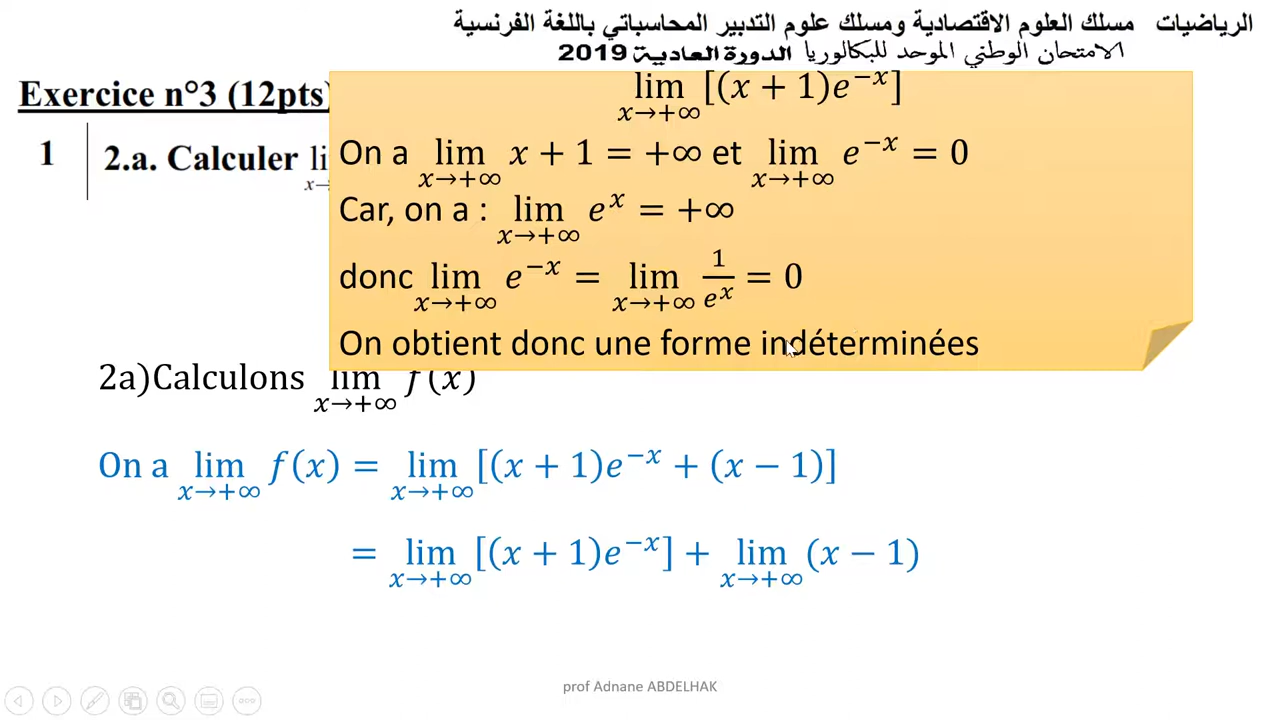 الرياضيات مسلك العلوم الاقتصادية ومسلك علوم التدبير المحاسباتي باللغة الفرنسية
الامتحان الوطني الموحد للبكالوريا الدورة العادية 2019
Exercice n°3 (12pts)
1 2.a. Calculer
lim x→+∞ [(x + 1)e^−x]
On a lim x→+∞ x + 1 = +∞ et lim x→+∞ e^−x = 0
Car, on a : lim x→+∞ e^x = +∞
donc lim x→+∞ e^−x = lim x→+∞ 1/e^x = 0
On obtient donc une forme indéterminées
2a)Calculons lim x→+∞ f(x)
On a lim x→+∞ f(x) = lim x→+∞ [(x + 1)e^−x + (x − 1)]
= lim x→+∞ [(x + 1)e^−x] + lim x→+∞ (x − 1)
prof Adnane ABDELHAK